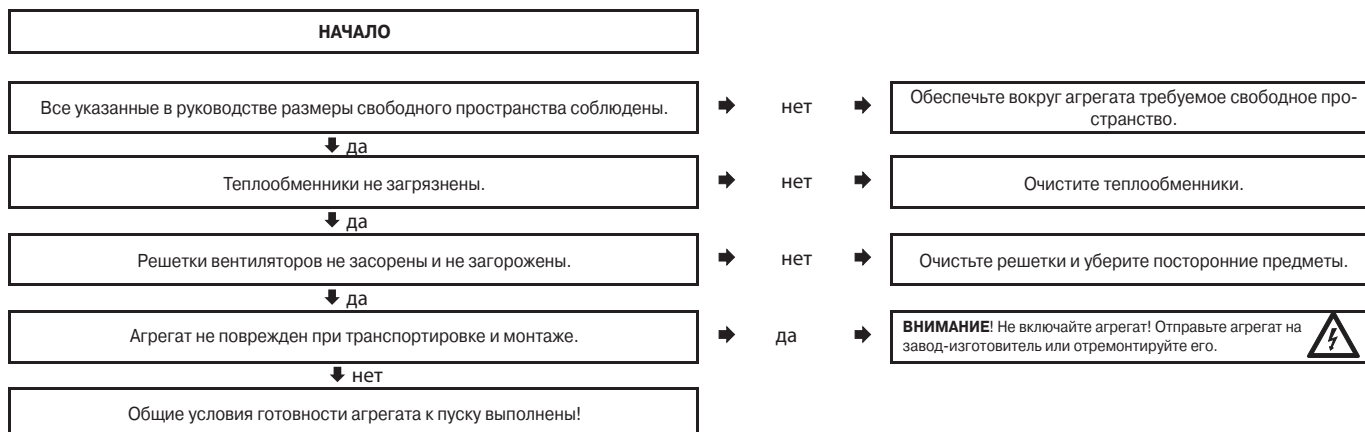 НАЧАЛО
Все указанные в руководстве размеры свободного пространства соблюдены.
нет
Обеспечьте вокруг агрегата требуемое свободное про-
странство.
да
Теплообменники не загрязнены.
нет
Очистите теплообменники.
да
Решетки вентиляторов не засорены и не загорожены.
нет
Очистьте решетки и уберите посторонние предметы.
да
Агрегат не поврежден при транспортировке и монтаже.
да
ВНИМАНИЕ! Не включайте агрегат! Отправьте агрегат на
завод-изготовитель или отремонтируйте его.
нет
Общие условия готовности агрегата к пуску выполнены!